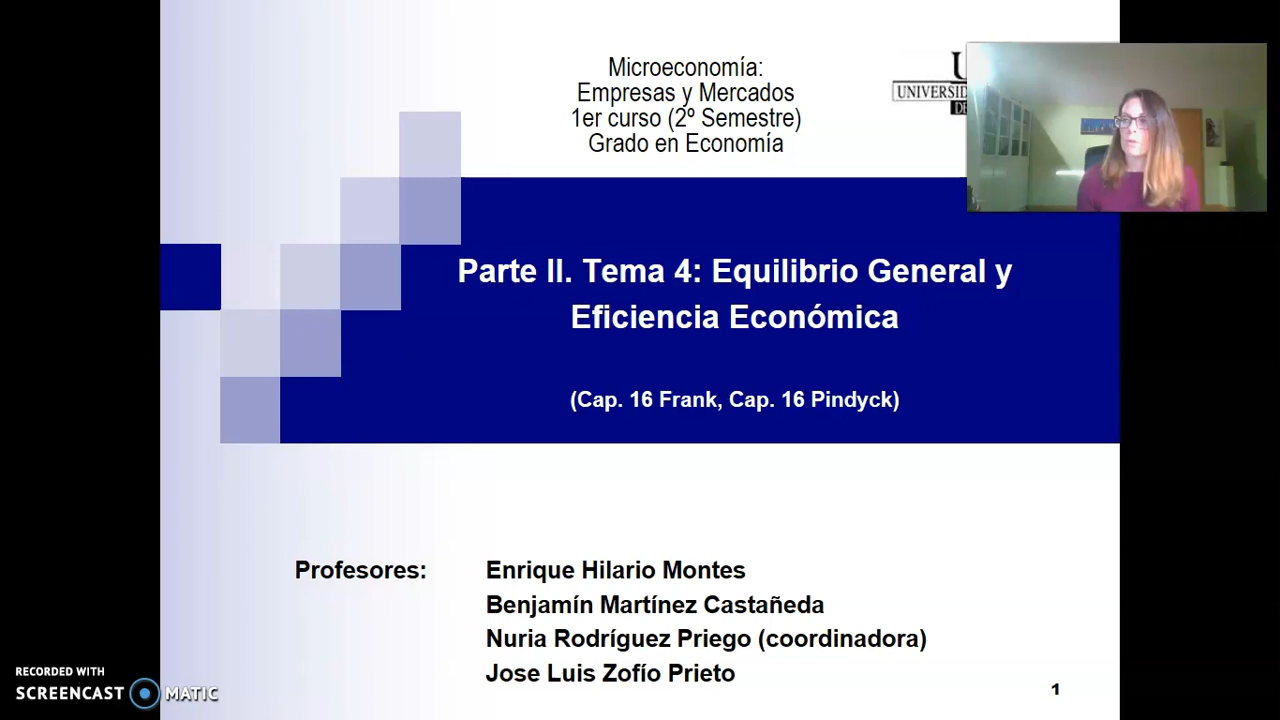 Microeconomía:
Empresas y Mercados
1er curso (2º Semestre)
Grado en Economía
Parte II. Tema 4: Equilibrio General y
Eficiencia Económica
(Cap. 16 Frank, Cap. 16 Pindyck)
Profesores:
Enrique Hilario Montes
Benjamín Martínez Castañeda
Nuria Rodríguez Priego (coordinadora)
Jose Luis Zofío Prieto
1
RECORDED WITH
SCREENCAST MATIC